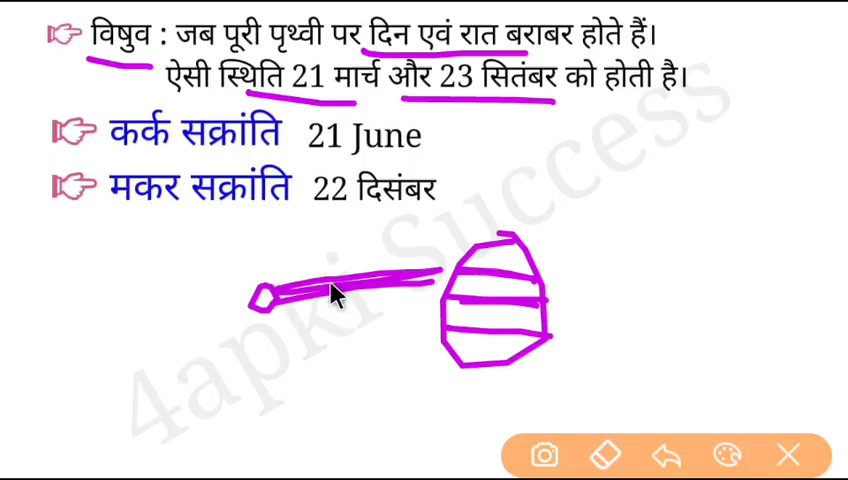 विषुव : जब पूरी पृथ्वी पर दिन एवं रात बराबर होते हैं।
ऐसी स्थिति 21 मार्च और 23 सितंबर को होती है।
कर्क सक्रांति 21 June
मकर सक्रांति 22 दिसंबर
4apki Success